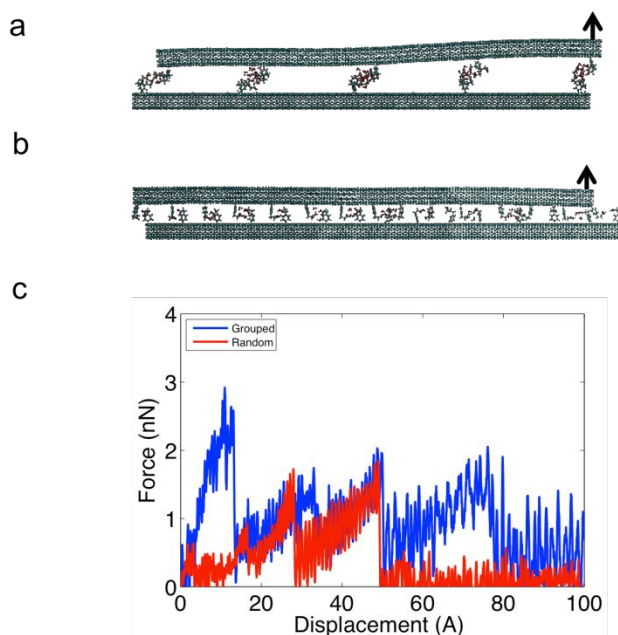 a
b
c
4
3
2
1
0
Grouped
Random
Force (nN)
0 20 40 60 80 100
Displacement (A)